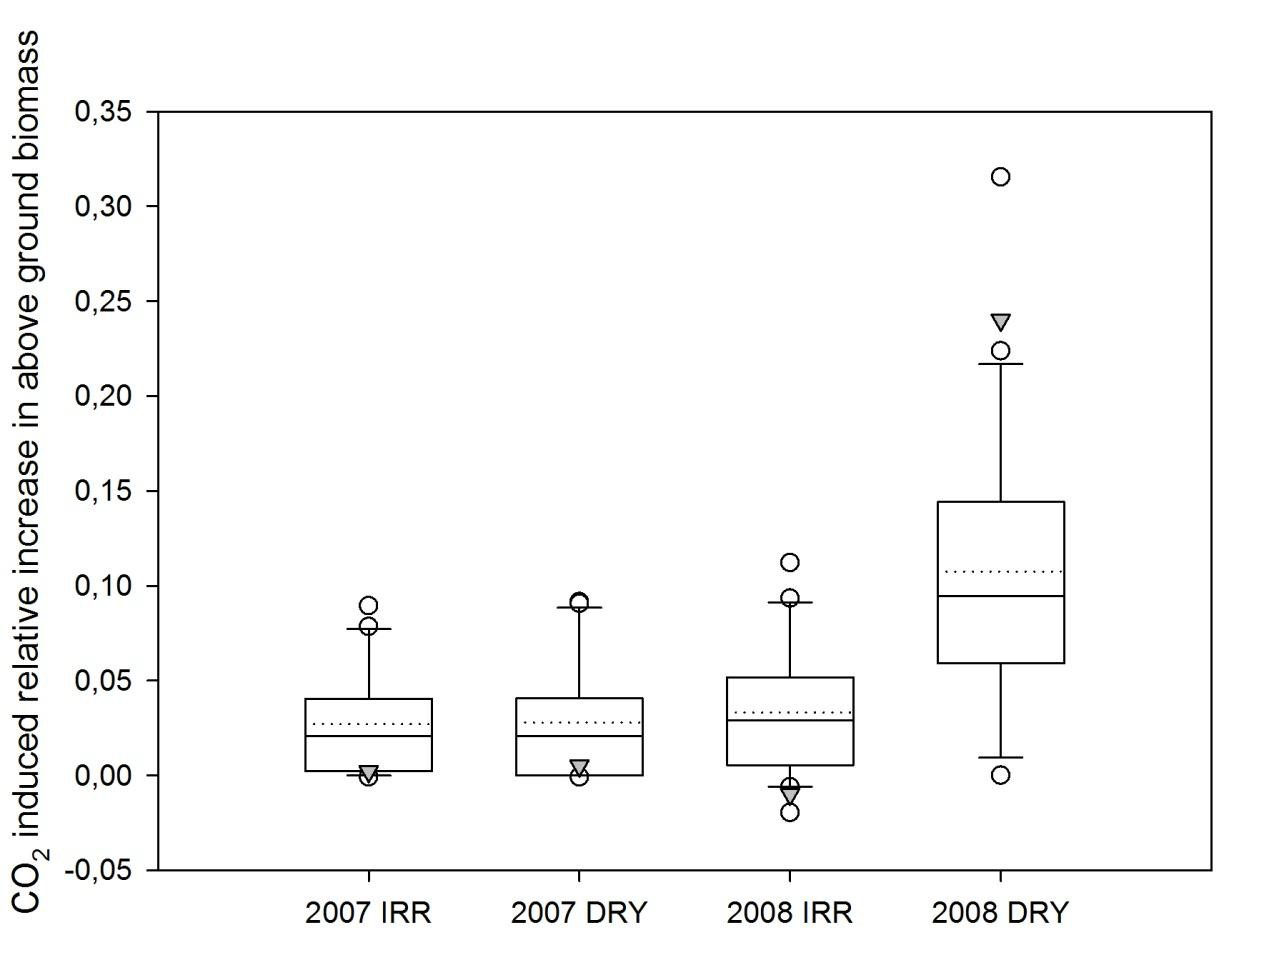 CO2 induced relative increase in above ground biomass
0,35
0,30
0,25
0,20
0,15
0,10
0,05
0,00
-0,05
2007 IRR
2007 DRY
2008 IRR
2008 DRY